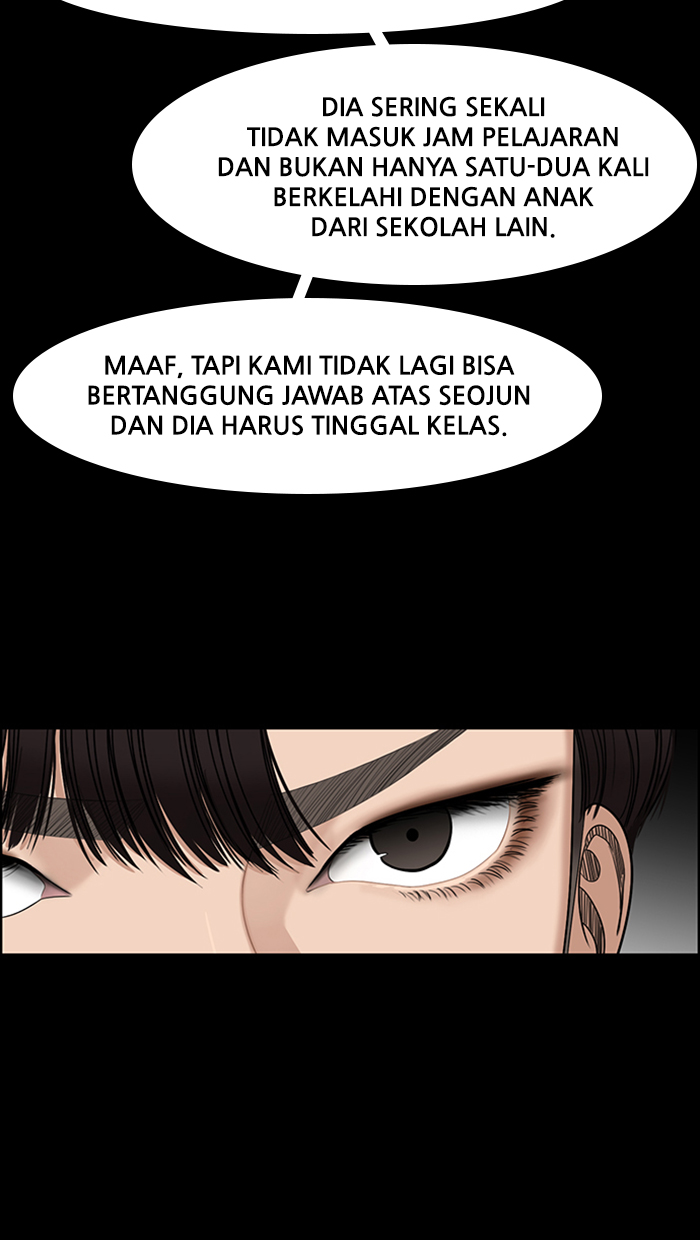 DIA SERING SEKALI
TIDAK MASUK JAM PELAJARAN
DAN BUKAN HANYA SATU-DUA KALI
BERKELAHI DENGAN ANAK
DARI SEKOLAH LAIN.
MAAF, TAPI KAMI TIDAK LAGI BISA
BERTANGGUNG JAWAB ATAS SEOJUN
DAN DIA HARUS TINGGAL KELAS.